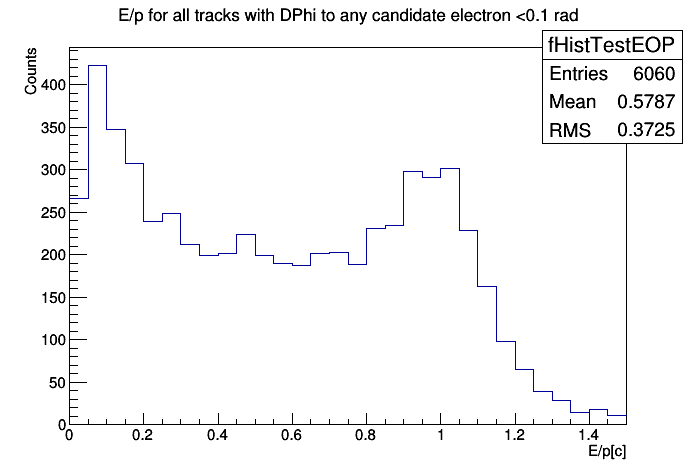 E/p for all tracks with DPhi to any candidate electron <0.1 rad
fHistTestEOP
Entries 6060
Mean 0.5787
RMS 0.3725
Counts
400
350
300
250
200
150
100
50
0
0 0.2 0.4 0.6 0.8 1 1.2 1.4
E/p[c]